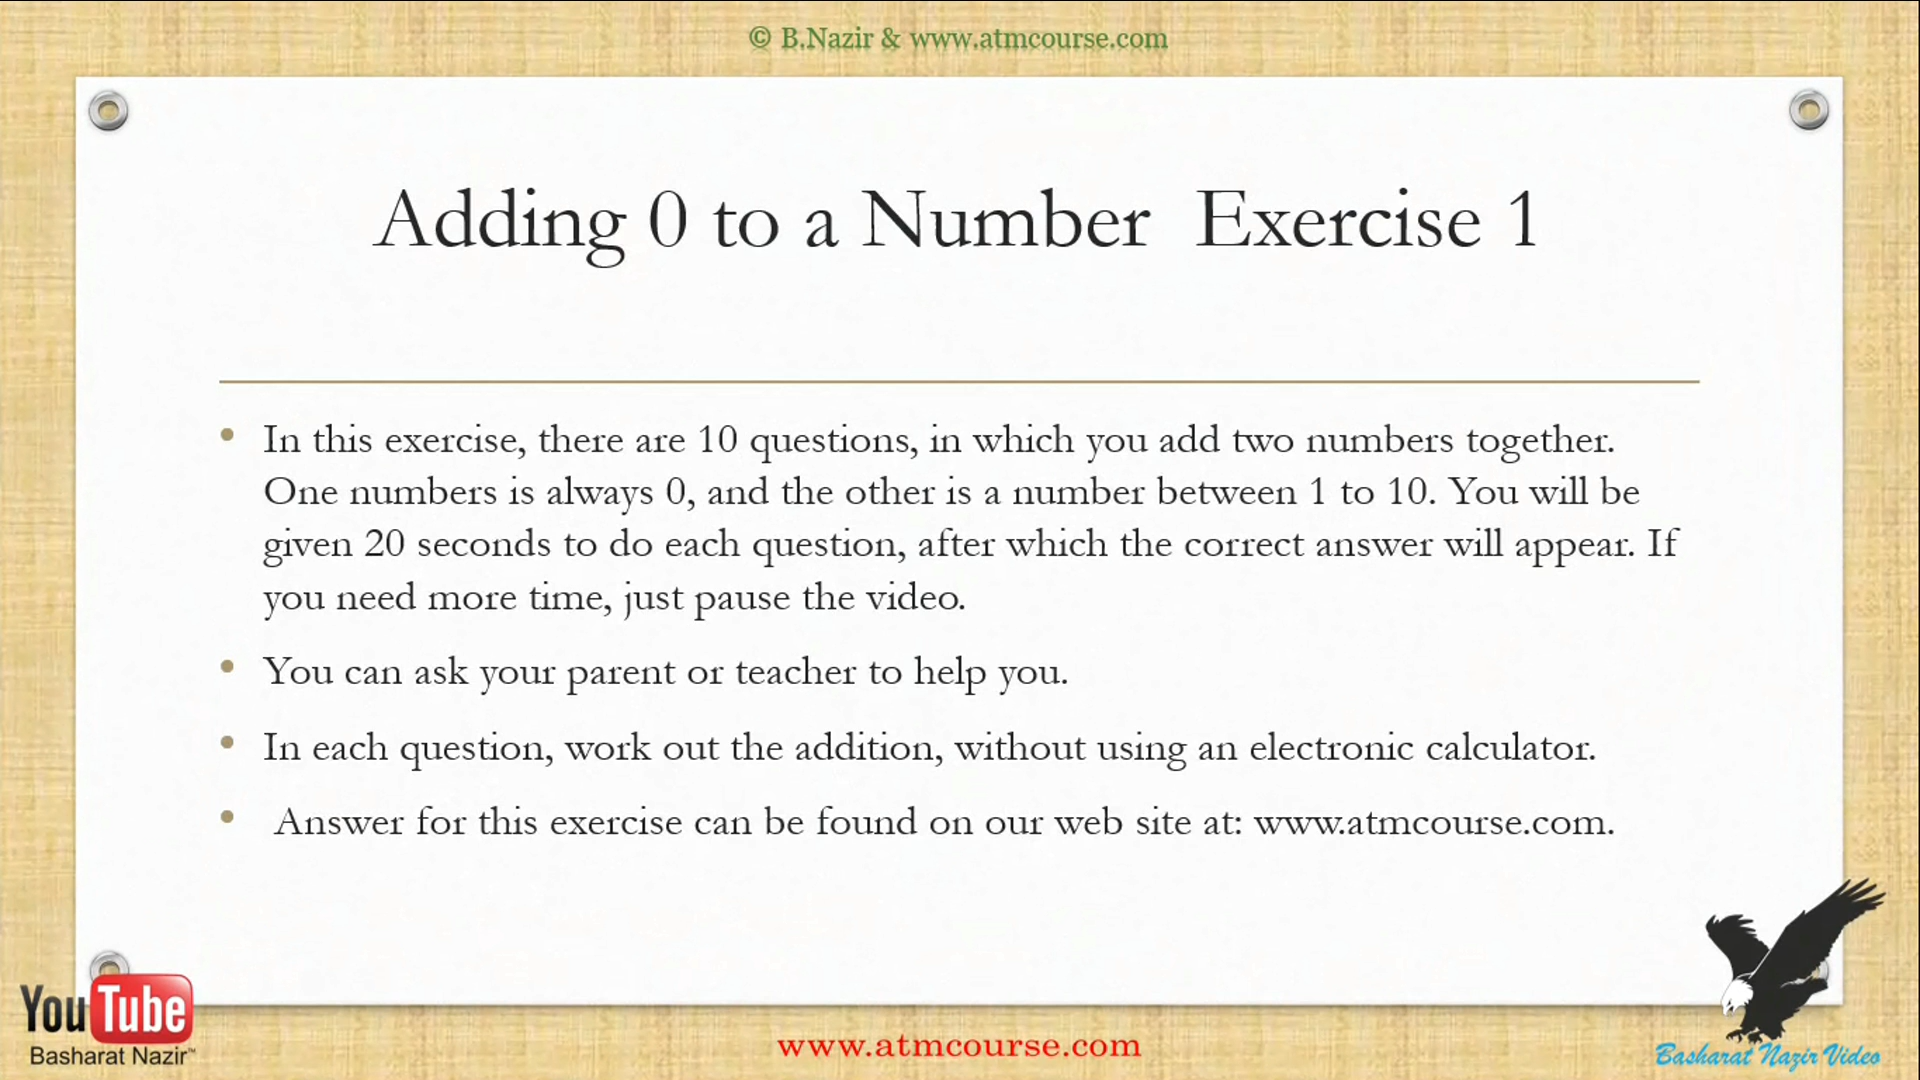 © B.Nazir & www.atmcourse.com
Adding 0 to a Number Exercise 1
• In this exercise, there are 10 questions, in which you add two numbers together.
One numbers is always 0, and the other is a number between 1 to 10. You will be
given 20 seconds to do each question, after which the correct answer will appear. If
you need more time, just pause the video.
• You can ask your parent or teacher to help you.
• In each question, work out the addition, without using an electronic calculator.
• Answer for this exercise can be found on our web site at: www.atmcourse.com.
YouTube
Basharat Nazir™
www.atmcourse.com
Basharat Nazir Video